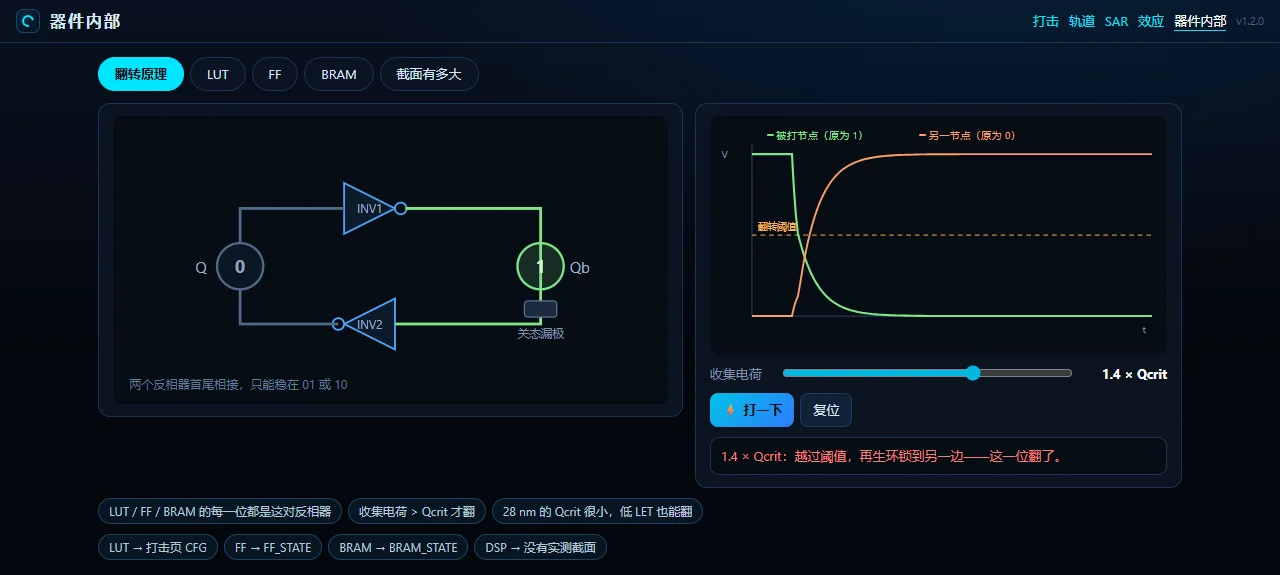 器件内部
打击 轨道 SAR 效应 器件内部 v1.2.0
翻转原理 LUT FF BRAM 截面有多大
INV1
Q 0 1 Qb
INV2
关态漏极
两个反相器首尾相接，只能稳在 01 或 10
被打节点（原为 1） 另一节点（原为 0）
V
翻转阈值
t
收集电荷 1.4 × Qcrit
打一下 复位
1.4 × Qcrit：越过阈值，再生环锁到另一边——这一位翻了。
LUT / FF / BRAM 的每一位都是这对反相器 收集电荷 > Qcrit 才翻 28 nm 的 Qcrit 很小，低 LET 也能翻
LUT → 打击页 CFG FF → FF_STATE BRAM → BRAM_STATE DSP → 没有实测截面